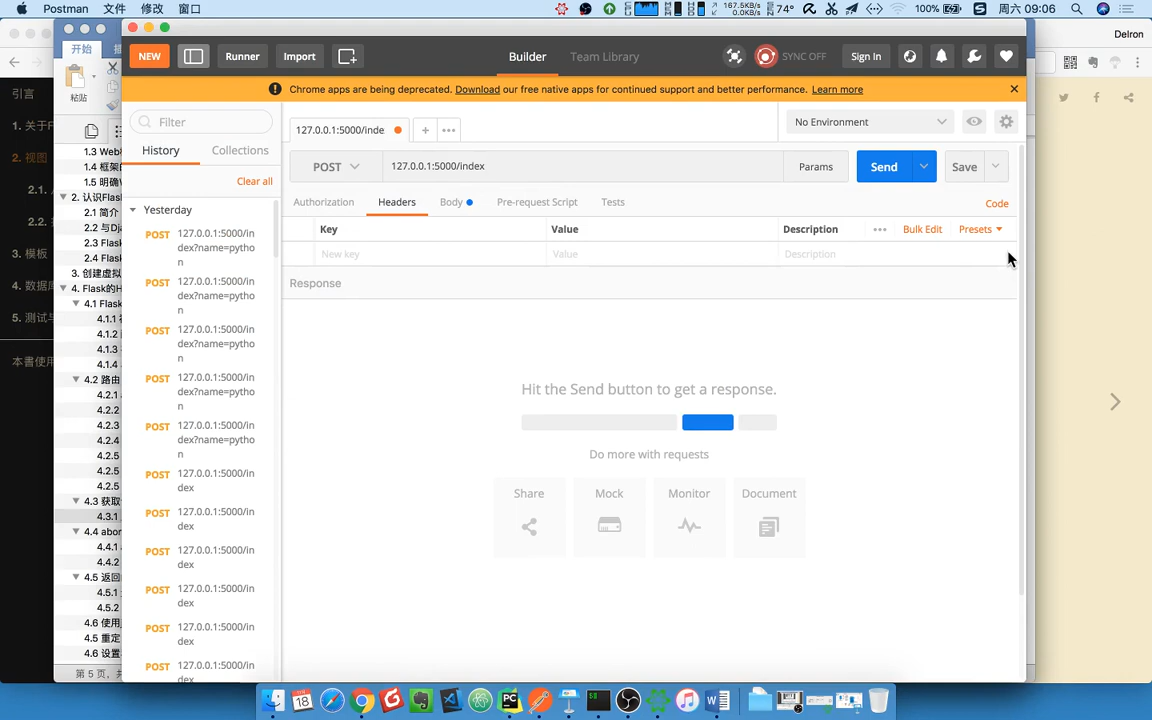 Postman 文件 修改 窗口
167.5KB/s
0.0KB/s
74°
100%
周六 09:06
Delron
开始
粘贴
引言
1. 关于F
2. 视图
2.1.
2.2.
3. 模板
4. 数据库
5. 测试与
本書使用
1.3 Web
1.4 框架
1.5 明确
2. 认识Flask
2.1 简介
2.2 与Dj
2.3 Flask
2.4 Flask
3. 创建虚拟
4. Flask的H
4.1 Flask
4.1.1
4.1.2
4.1.3
4.1.4
4.2 路由
4.2.1
4.2.2
4.2.3
4.2.4
4.2.5
4.2.5
4.2.5
4.3 获取
4.3.1
4.4 abor
4.4.1
4.4.2
4.5 返回
4.5.1
4.5.2
4.6 使用
4.5 重定
4.6 设置
第 5 页，共
NEW
Runner
Import
Builder
Team Library
SYNC OFF
Sign In
Chrome apps are being deprecated. Download our free native apps for continued support and better performance. Learn more
Filter
History
Collections
Clear all
Yesterday
POST 127.0.0.1:5000/in
dex?name=pytho
n
POST 127.0.0.1:5000/in
dex?name=pytho
n
POST 127.0.0.1:5000/in
dex?name=pytho
n
POST 127.0.0.1:5000/in
dex?name=pytho
n
POST 127.0.0.1:5000/in
dex?name=pytho
n
POST 127.0.0.1:5000/in
dex
POST 127.0.0.1:5000/in
dex
POST 127.0.0.1:5000/in
dex
POST 127.0.0.1:5000/in
dex
POST 127.0.0.1:5000/in
dex
POST 127.0.0.1:5000/in
dex
127.0.0.1:5000/inde
No Environment
POST
127.0.0.1:5000/index
Params
Send
Save
Authorization
Headers
Body
Pre-request Script
Tests
Code
Key
Value
Description
Bulk Edit
Presets
New key
Value
Description
Response
Hit the Send button to get a response.
Do more with requests
Share
Mock
Monitor
Document
18